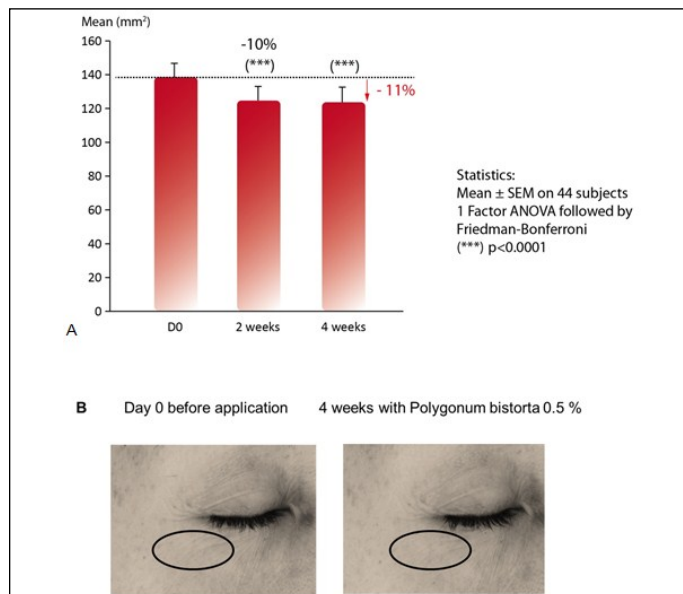 Mean (mm²)
160
140
120
100
80
60
40
20
0
-10%
(***)
(***)
- 11%
D0
2 weeks
4 weeks
Statistics:
Mean ± SEM on 44 subjects
1 Factor ANOVA followed by
Friedman-Bonferroni
(***) p<0.0001
A
B Day 0 before application 4 weeks with Polygonum bistorta 0.5 %